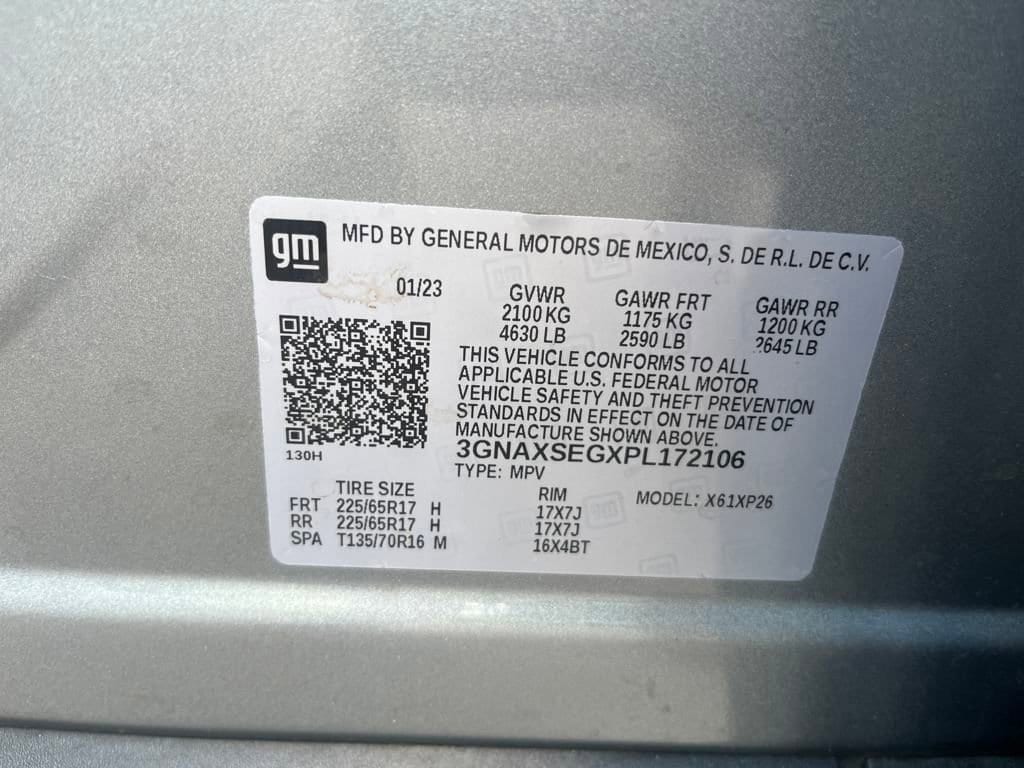 gm
MFD BY GENERAL MOTORS DE MEXICO, S. DE R.L. DE C.V.
01/23
GVWR GAWR FRT GAWR RR
2100 KG 1175 KG 1200 KG
4630 LB 2590 LB 2645 LB
THIS VEHICLE CONFORMS TO ALL
APPLICABLE U.S. FEDERAL MOTOR
VEHICLE SAFETY AND THEFT PREVENTION
STANDARDS IN EFFECT ON THE DATE OF
MANUFACTURE SHOWN ABOVE.
130H
3GNAXSEGXPL172106
TYPE: MPV
TIRE SIZE RIM MODEL: X61XP26
FRT 225/65R17 H 17X7J
RR 225/65R17 H 17X7J
SPA T135/70R16 M 16X4BT